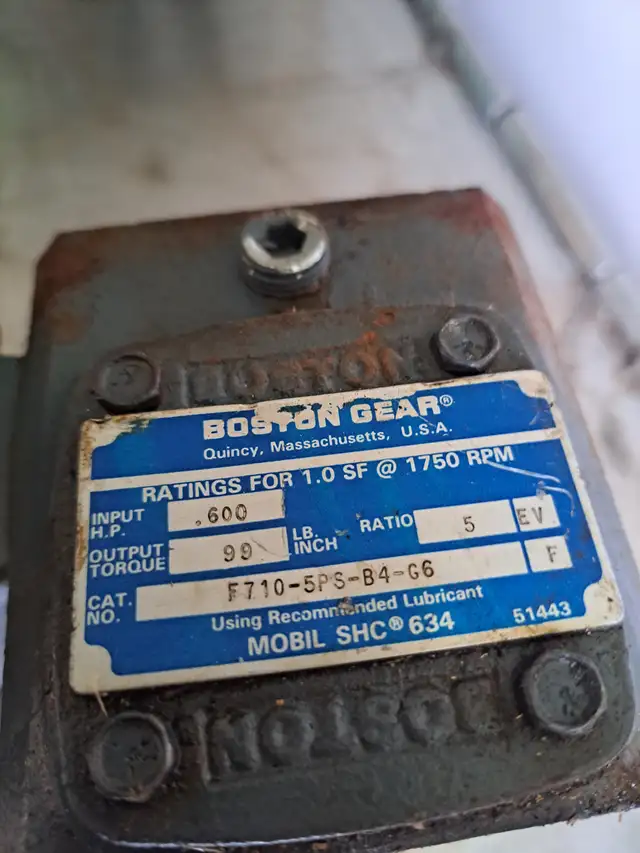 BOSTON
BOSTON GEAR®
Quincy, Massachusetts, U.S.A.
RATINGS FOR 1.0 SF @ 1750 RPM
INPUT H.P. .600
OUTPUT TORQUE 99 LB. INCH RATIO 5 EV
CAT. NO. F710-5PS-B4-G6 F
Using Recommended Lubricant
MOBIL SHC® 634 51443
BOSTON